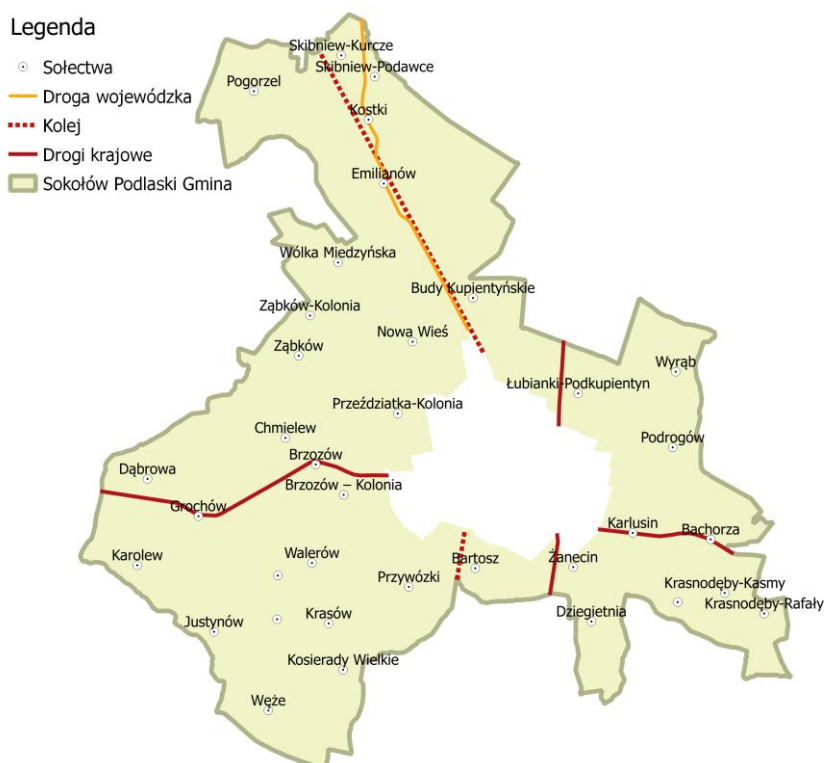 Legenda
Sołectwa
Droga wojewódzka
Kolej
Drogi krajowe
Sokołów Podlaski Gmina
Skibniew-Kurcze
Skibniew-Podawce
Pogorzel
Kostki
Emilianów
Wólka Miedzyńska
Budy Kupientyńskie
Ząbków-Kolonia
Nowa Wieś
Ząbków
Wyrąb
Łubianki-Podkupientyn
Przeździatka-Kolonia
Chmielew
Podrogów
Brzozów
Dąbrowa
Brzozów – Kolonia
Grochów
Karlusin
Bachorza
Karolew
Walerów
Bartosz
Żanecin
Przywózki
Krasnodęby-Kasmy
Krasnodęby-Rafały
Justynów
Krasów
Dziegietnia
Kosierady Wielkie
Węże